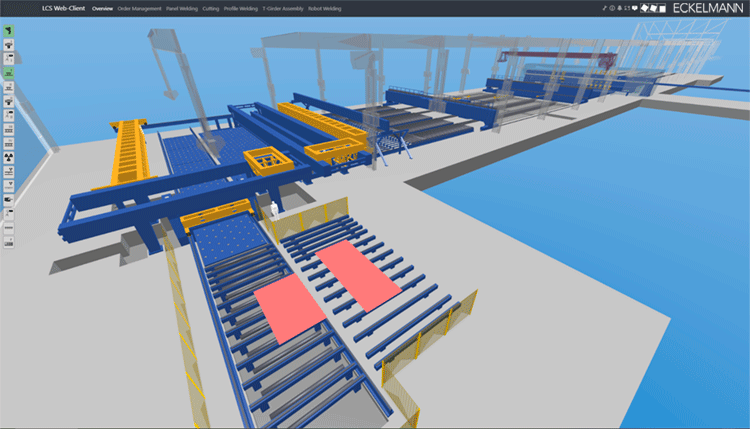 LCS Web-Client Overview Order Management Panel Welding Cutting Profile Welding T-Girder Assembly Robot Welding ECKELMANN